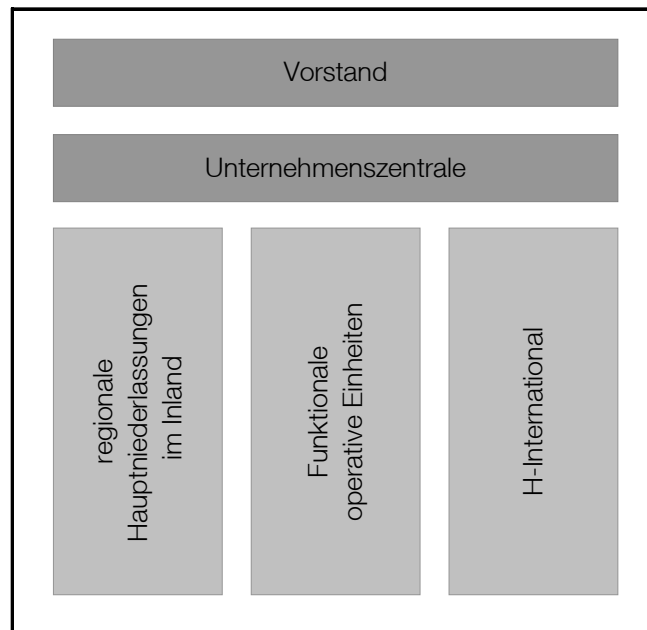 Vorstand
Unternehmenszentrale
regionale
Hauptniederlassungen
im Inland
Funktionale
operative Einheiten
H-International